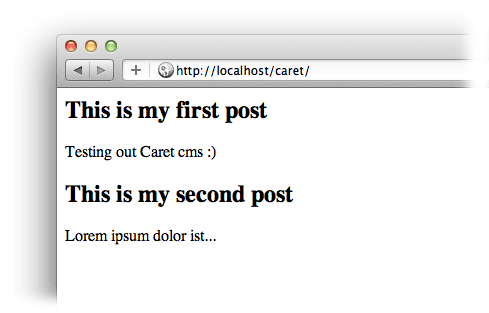 http://localhost/caret/
This is my first post
Testing out Caret cms :)
This is my second post
Lorem ipsum dolor ist...